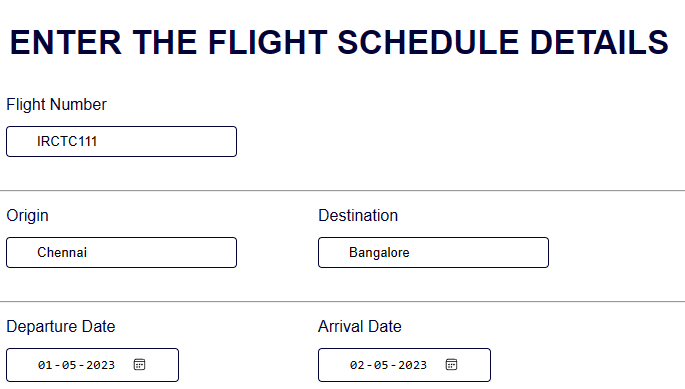 ENTER THE FLIGHT SCHEDULE DETAILS
Flight Number
IRCTC111
Origin Destination
Chennai Bangalore
Departure Date Arrival Date
01-05-2023 02-05-2023